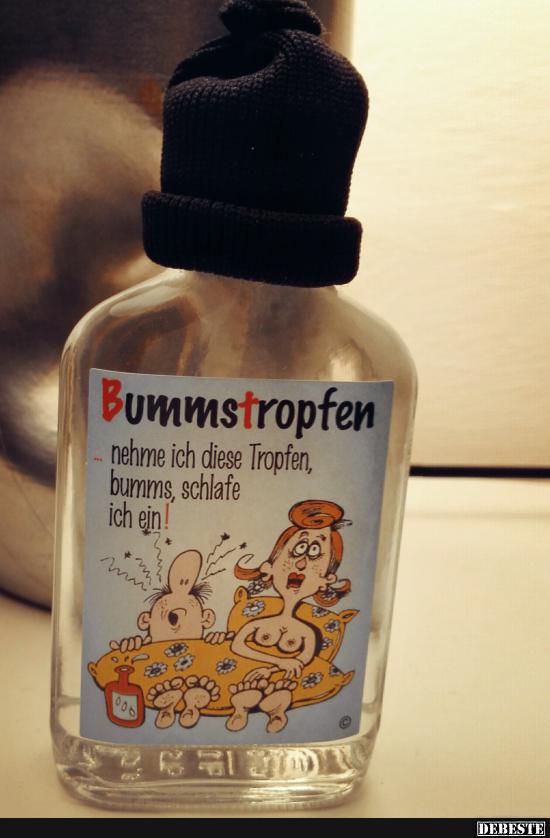 Bummstropfen
... nehme ich diese Tropfen,
bumms, schlafe
ich ein!
©
DEBESTE